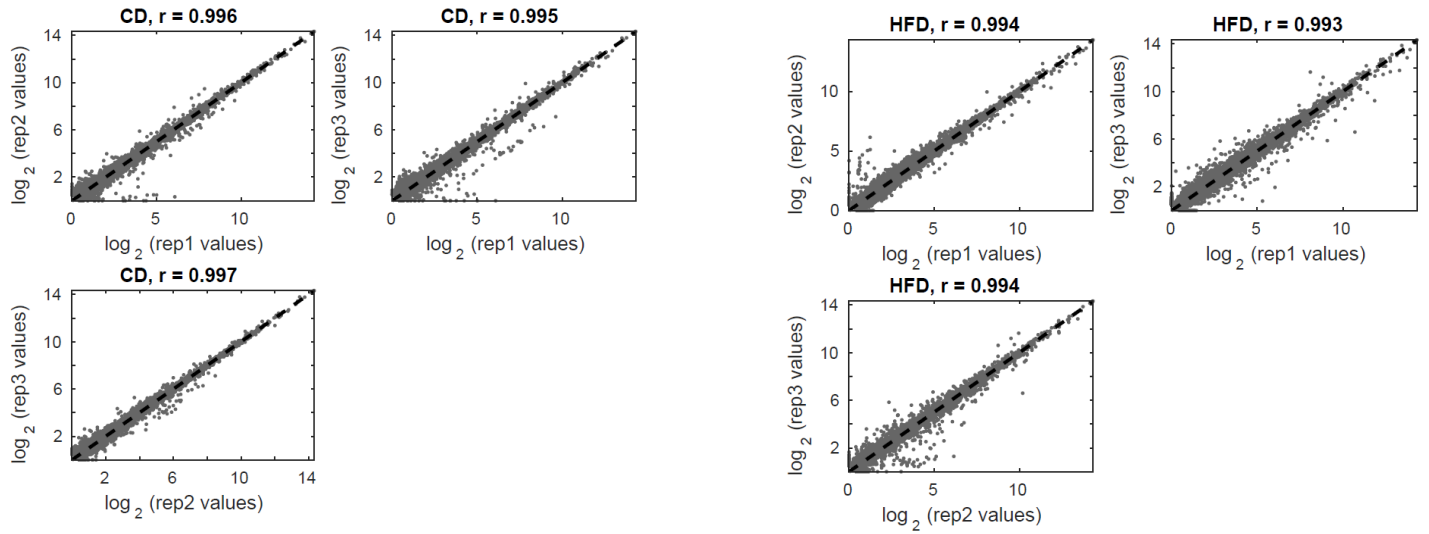 CD, r = 0.996
14
10
6
2
log 2 (rep2 values)
0
5
10
log 2 (rep1 values)
CD, r = 0.995
14
10
6
2
log 2 (rep3 values)
0
5
10
log 2 (rep1 values)
HFD, r = 0.994
10
5
0
log 2 (rep2 values)
0
5
10
log 2 (rep1 values)
HFD, r = 0.993
14
10
6
2
log 2 (rep3 values)
0
5
10
log 2 (rep1 values)
CD, r = 0.997
14
10
6
2
log 2 (rep3 values)
2
6
10
14
log 2 (rep2 values)
HFD, r = 0.994
14
10
6
2
log 2 (rep3 values)
0
5
10
log 2 (rep2 values)